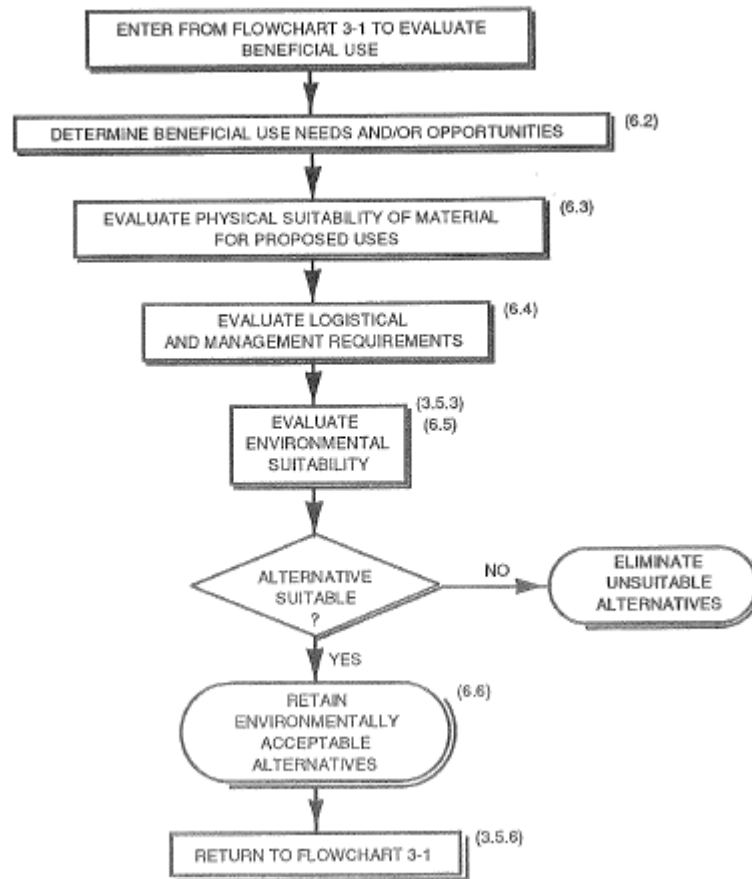 ENTER FROM FLOWCHART 3-1 TO EVALUATE
BENEFICIAL USE
DETERMINE BENEFICIAL USE NEEDS AND/OR OPPORTUNITIES
(6.2)
EVALUATE PHYSICAL SUITABILITY OF MATERIAL
FOR PROPOSED USES
(6.3)
EVALUATE LOGISTICAL
AND MANAGEMENT REQUIREMENTS
(6.4)
(3.5.3)
(6.5)
EVALUATE
ENVIRONMENTAL
SUITABILITY
ALTERNATIVE
SUITABLE
?
NO
ELIMINATE
UNSUITABLE
ALTERNATIVES
YES
RETAIN
ENVIRONMENTALLY
ACCEPTABLE
ALTERNATIVES
(6.6)
RETURN TO FLOWCHART 3-1
(3.5.6)